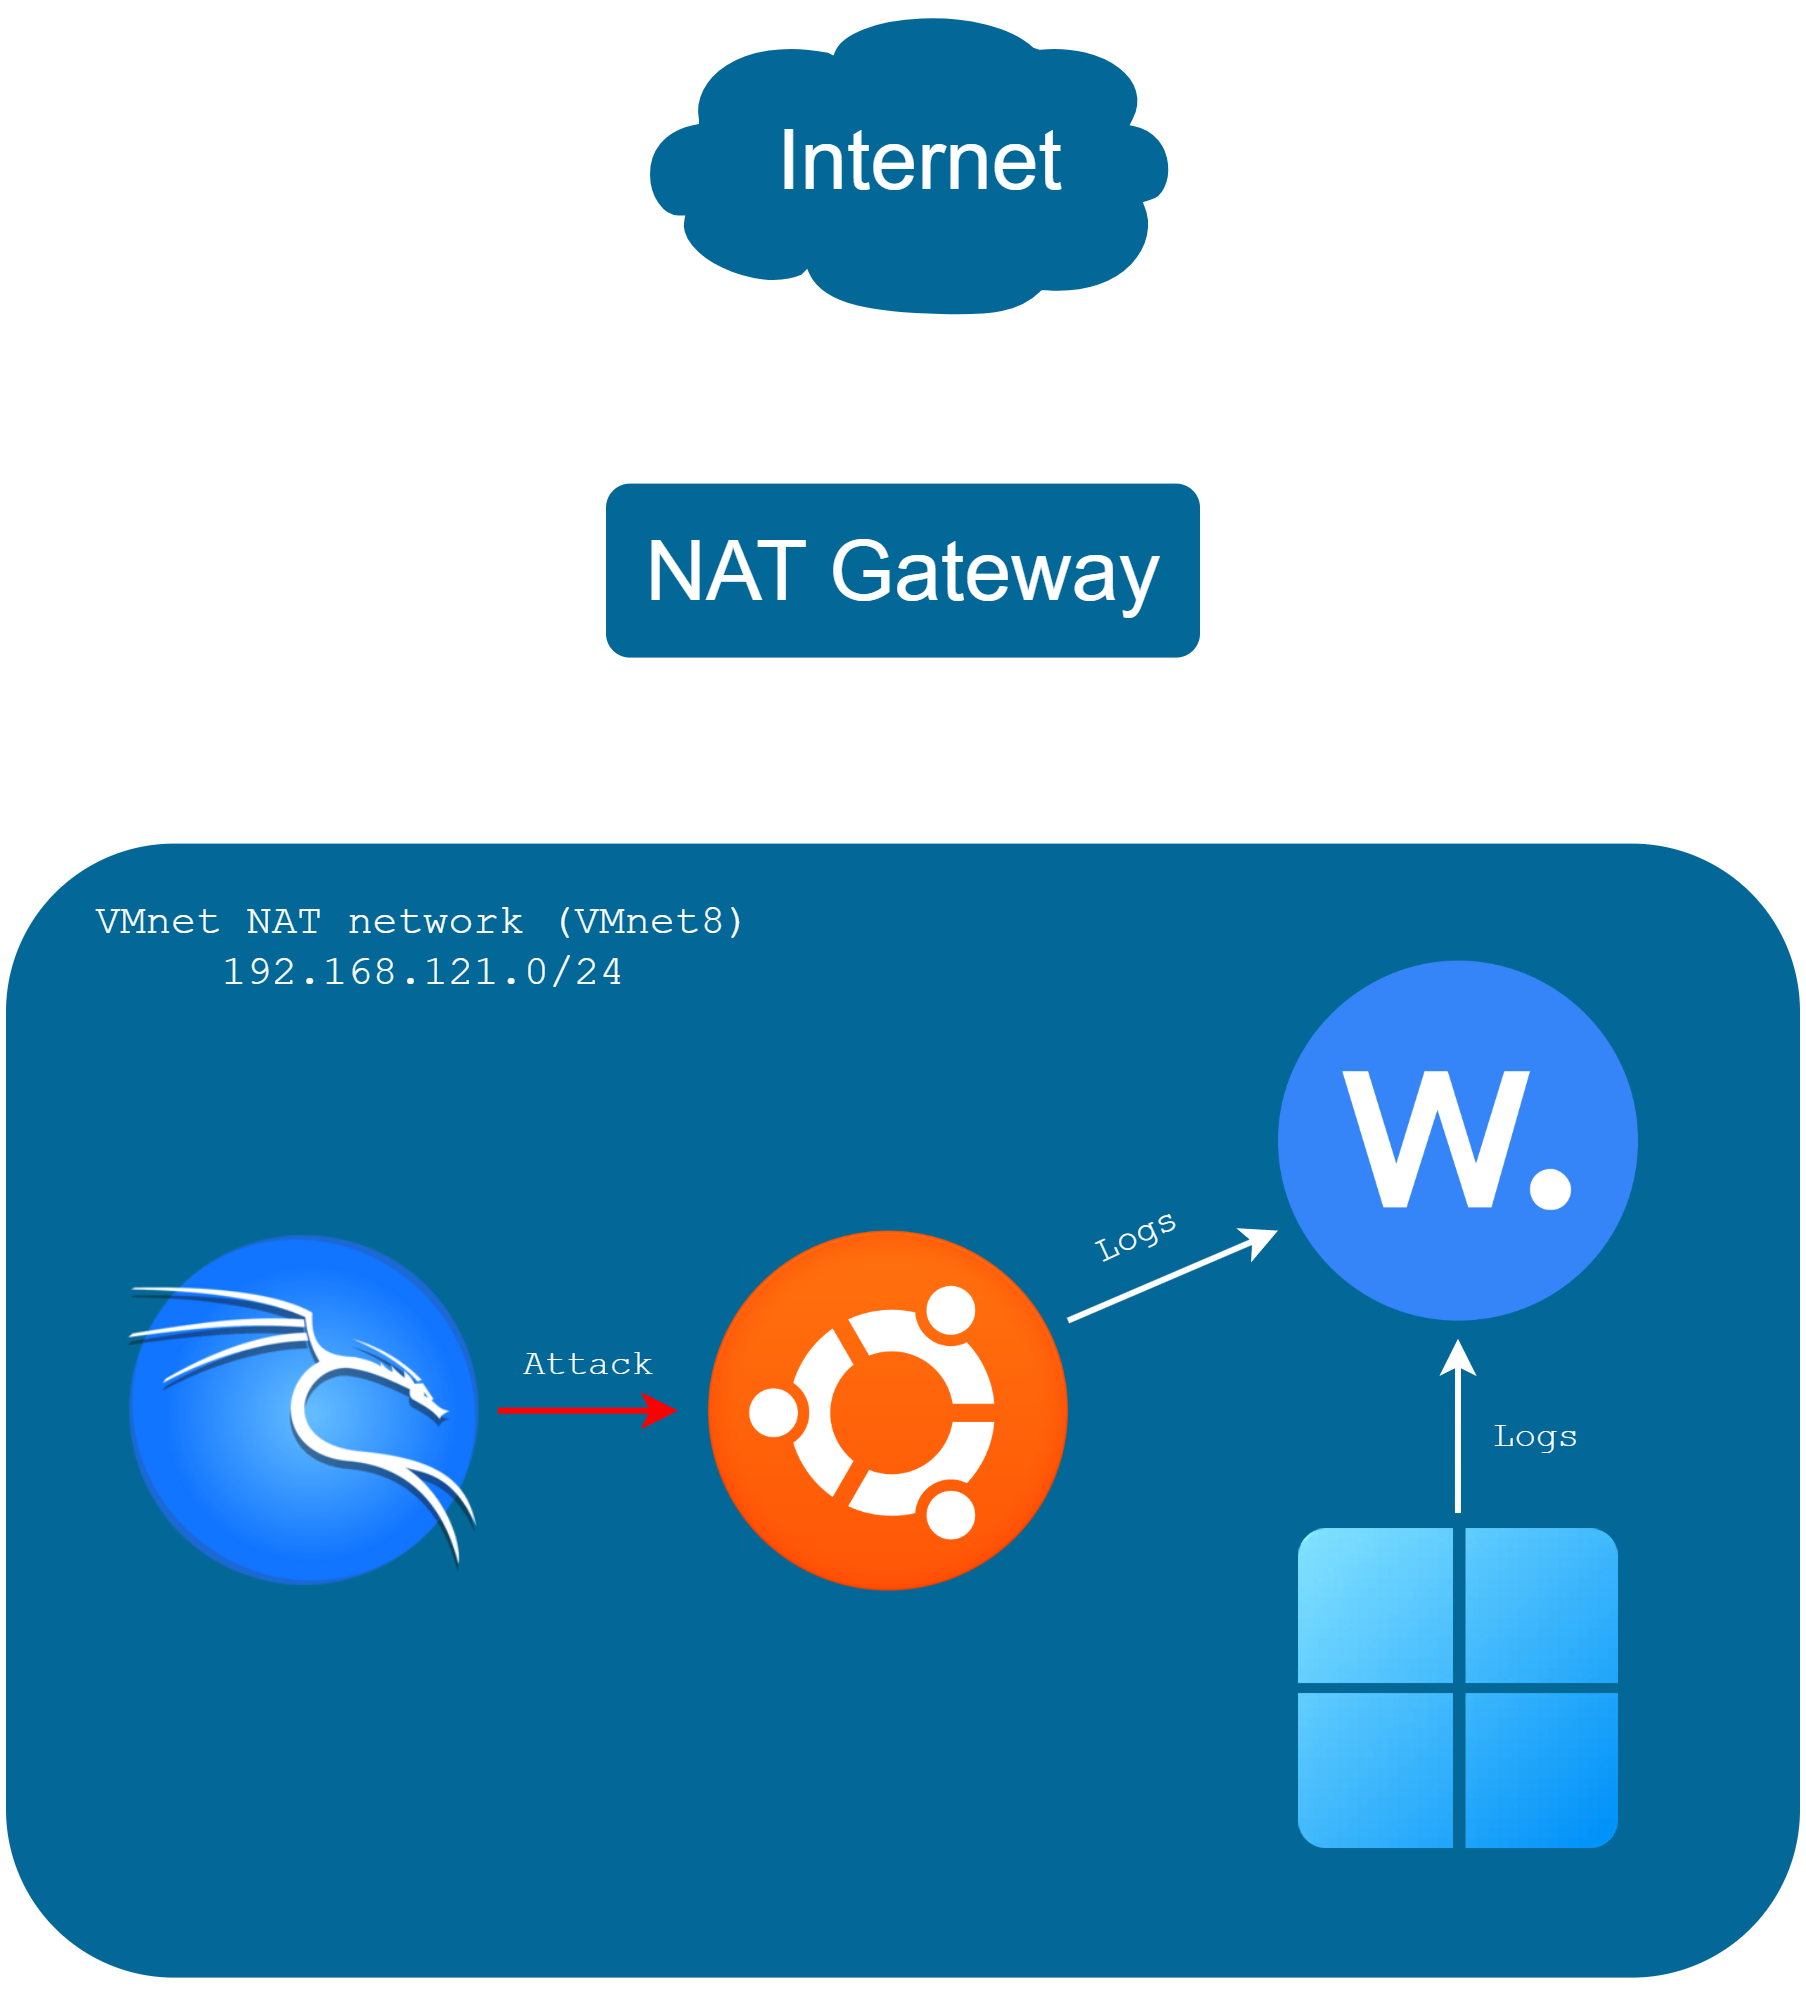 Internet
NAT Gateway
VMnet NAT network (VMnet8)
192.168.121.0/24
W.
Logs
Attack
Logs